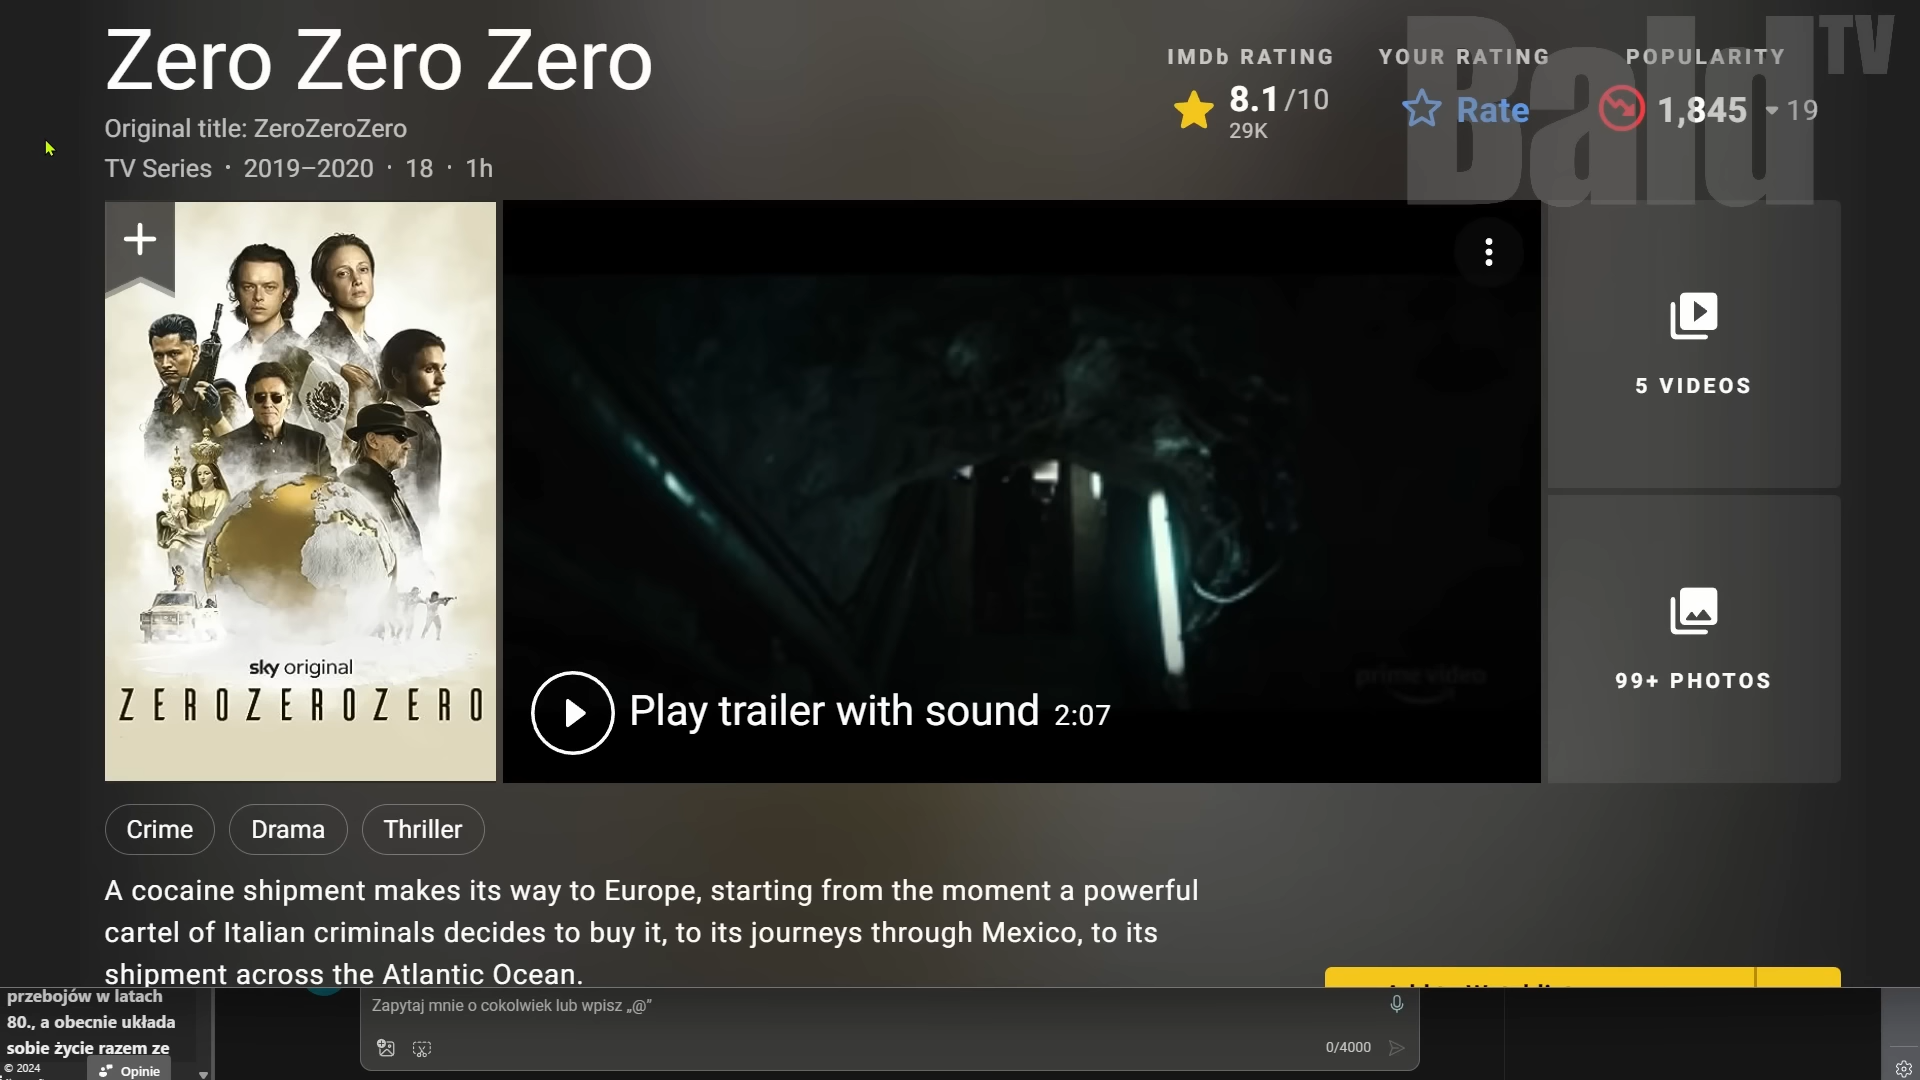 Zero Zero Zero
Original title: ZeroZeroZero
TV Series · 2019–2020 · 18 · 1h
IMDb RATING
8.1/10
29K
YOUR RATING
Rate
POPULARITY
1,845
19
Bald TV
sky original
ZEROZEROZERO
prime video
Play trailer with sound 2:07
5 VIDEOS
99+ PHOTOS
Crime
Drama
Thriller
A cocaine shipment makes its way to Europe, starting from the moment a powerful
cartel of Italian criminals decides to buy it, to its journeys through Mexico, to its
shipment across the Atlantic Ocean.
przebojów w latach
80., a obecnie układa
sobie życie razem ze
© 2024
Opinie
Zapytaj mnie o cokolwiek lub wpisz „@”
0/4000